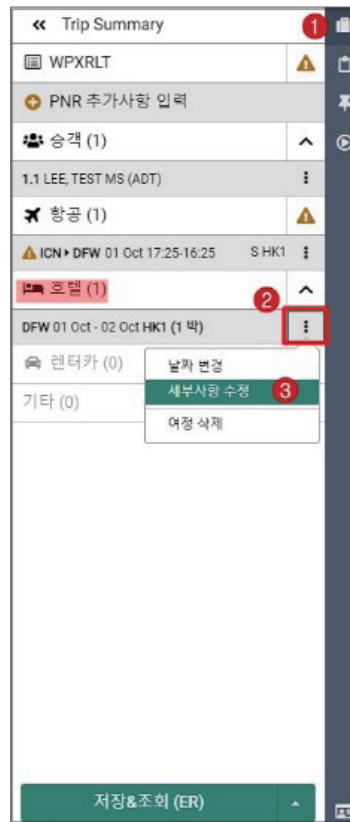 « Trip Summary 1
WPXRLT
PNR 추가사항 입력
승객 (1)
1.1 LEE, TEST MS (ADT)
항공 (1)
ICN▸DFW 01 Oct 17:25-16:25 S HK1
호텔 (1) 2
DFW 01 Oct - 02 Oct HK1 (1 박)
렌터카 (0)
날짜 변경
기타 (0)
세부사항 수정 3
여정 삭제
저장&조회 (ER)